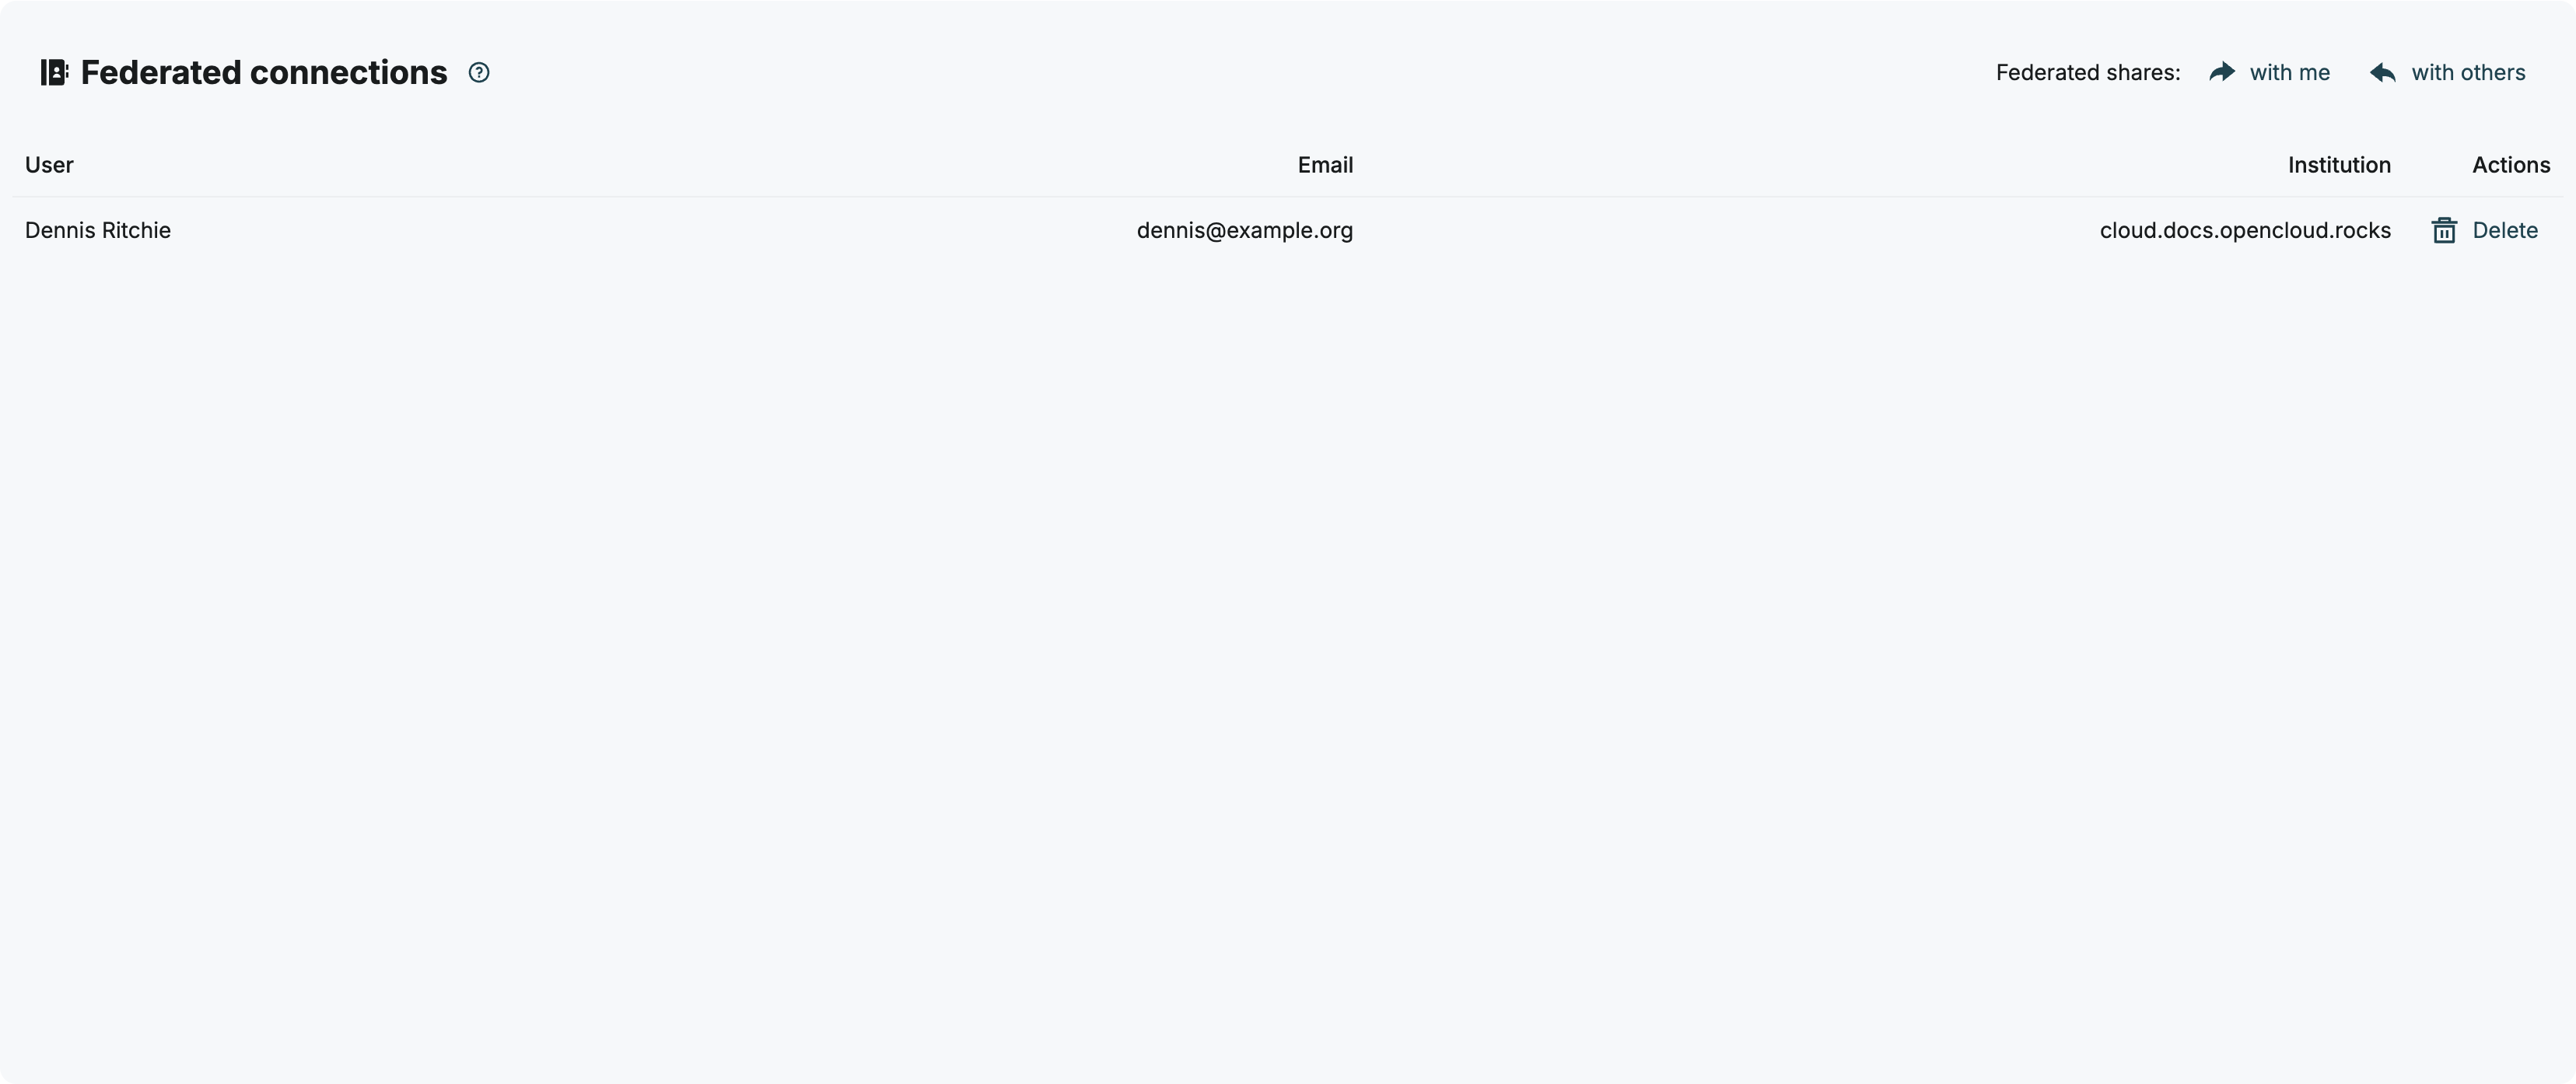 Federated connections
Federated shares: with me with others
User Email Institution Actions
Dennis Ritchie dennis@example.org cloud.docs.opencloud.rocks Delete